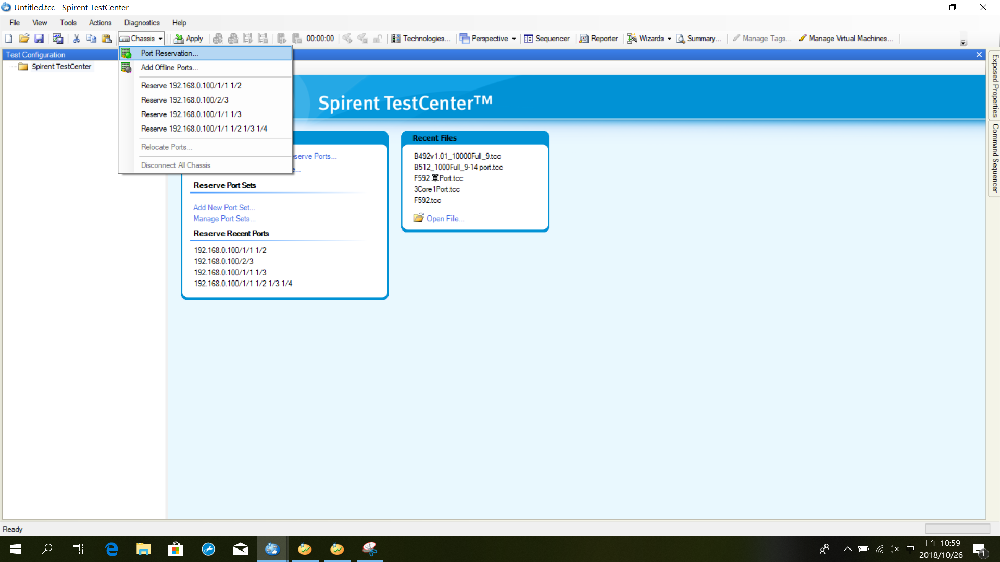 Untitled.tcc - Spirent TestCenter
File View Tools Actions Diagnostics Help
Chassis Apply 00:00:00 Technologies... Perspective Sequencer Reporter Wizards Summary... Manage Tags... Manage Virtual Machines...
Test Configuration
Spirent TestCenter
Port Reservation...
Add Offline Ports...
Reserve 192.168.0.100/1/1 1/2
Reserve 192.168.0.100/2/3
Reserve 192.168.0.100/1/1 1/3
Reserve 192.168.0.100/1/1 1/2 1/3 1/4
Relocate Ports...
Disconnect All Chassis
Spirent TestCenter™
serve Ports...
e...
Reserve Port Sets
Add New Port Set...
Manage Port Sets...
Reserve Recent Ports
192.168.0.100/1/1 1/2
192.168.0.100/2/3
192.168.0.100/1/1 1/3
192.168.0.100/1/1 1/2 1/3 1/4
Recent Files
B492v1.01_10000Full_9.tcc
B512_1000Full_9-14 port.tcc
F592 單Port.tcc
3Core1Port.tcc
F592.tcc
Open File...
Exposed Properties
Command Sequencer
Ready
中
上午 10:59
2018/10/26
1